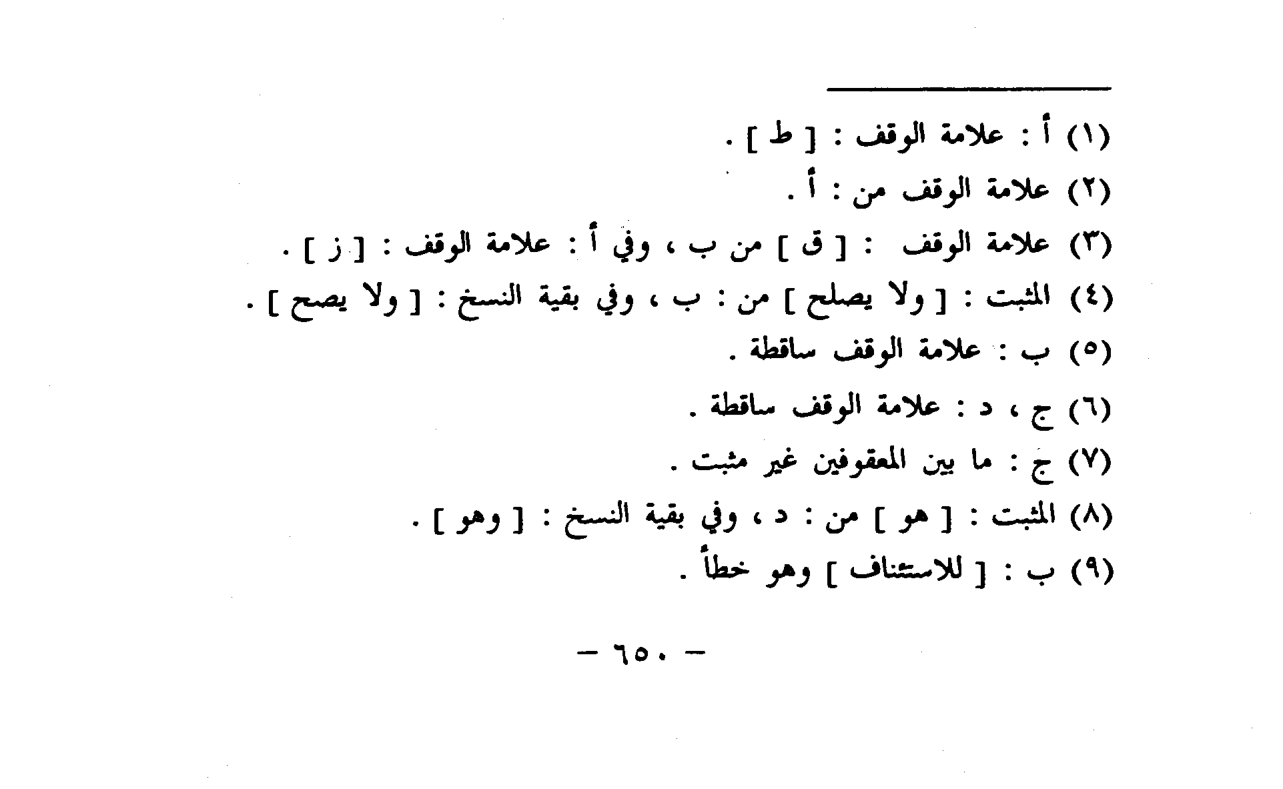 (١) أ : علامة الوقف : [ ط ] .
(٢) علامة الوقف من : أ .
(٣) علامة الوقف : [ ق ] من ب ، وفي أ : علامة الوقف : [ ز ] .
(٤) المثبت : [ ولا يصلح ] من : ب ، وفي بقية النسخ : [ ولا يصح ] .
(٥) ب : علامة الوقف ساقطة .
(٦) ج ، د : علامة الوقف ساقطة .
(٧) ج : ما بين المعقوفين غير مثبت .
(٨) المثبت : [ هو ] من : د ، وفي بقية النسخ : [ وهو ] .
(٩) ب : [ للاستئناف ] وهو خطأ .
– ٦٥٠ –